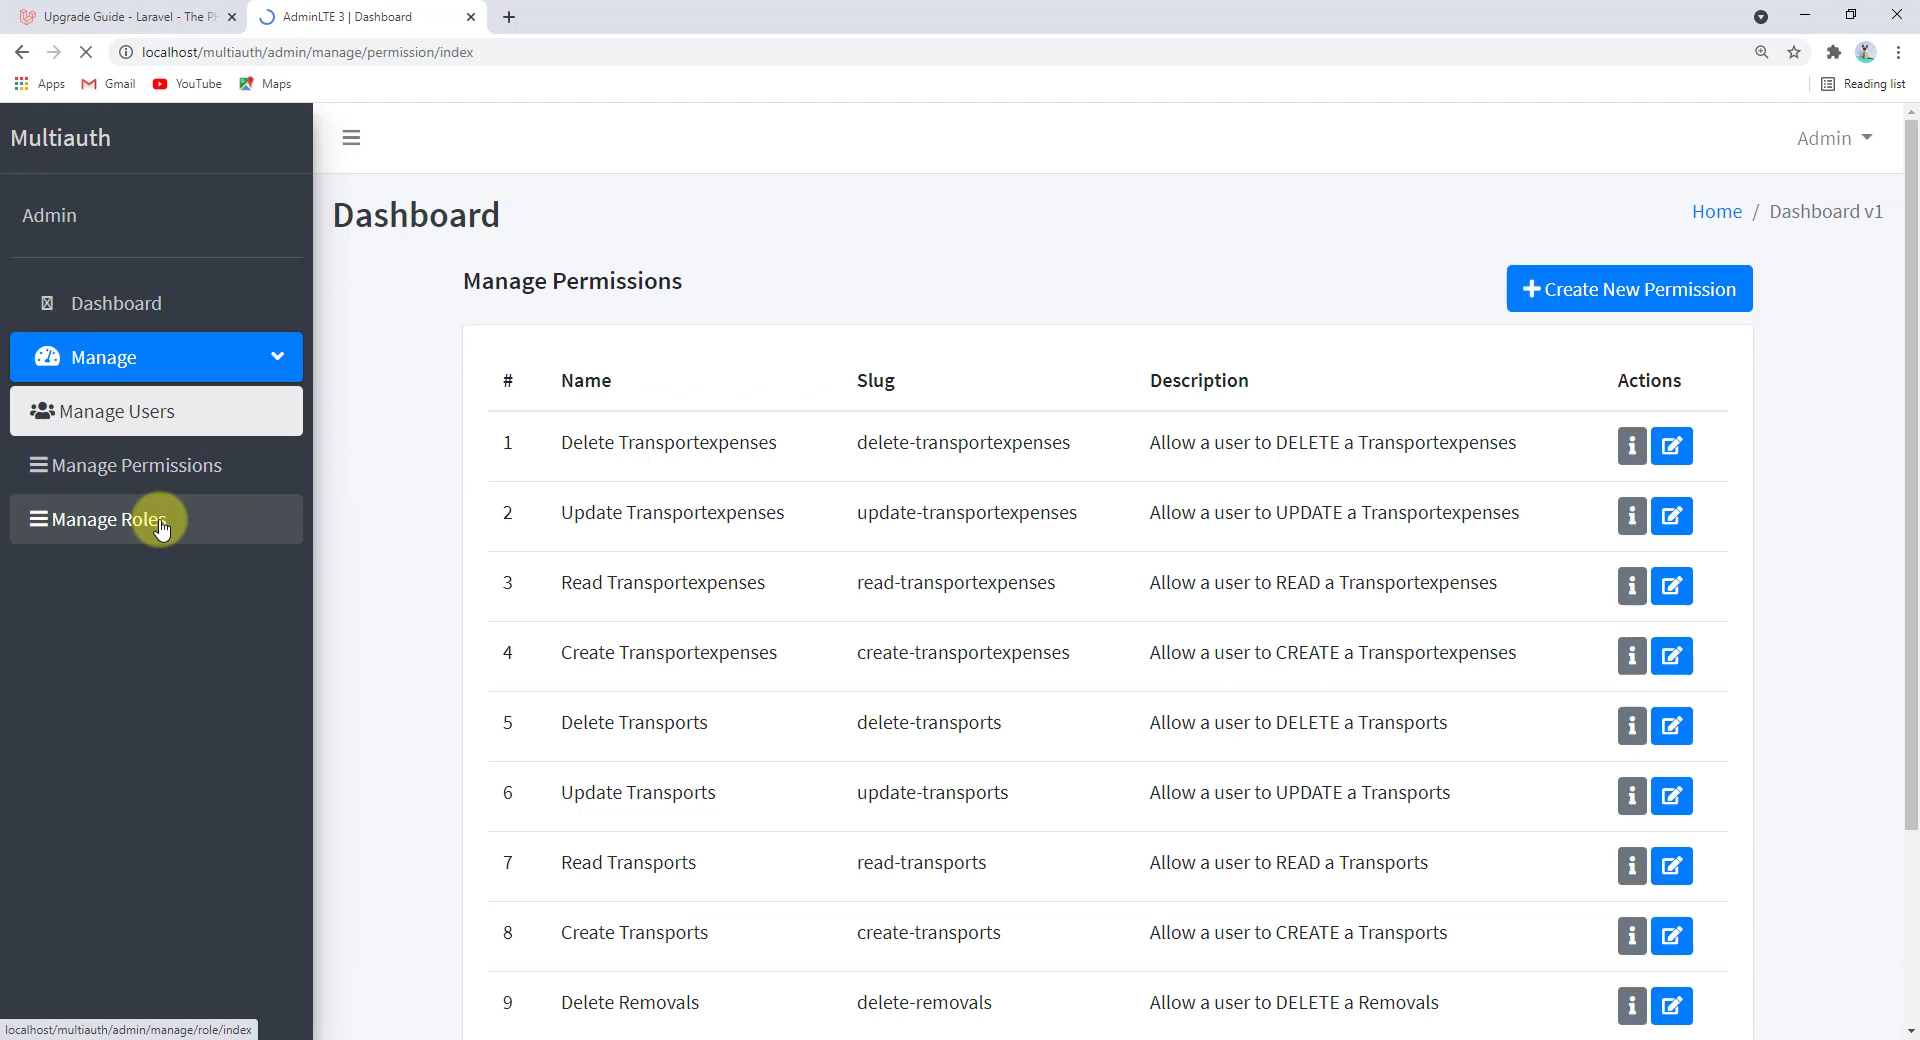 Upgrade Guide - Laravel - The P
AdminLTE 3 | Dashboard
localhost/multiauth/admin/manage/permission/index
Apps Gmail YouTube Maps Reading list
Multiauth
Admin
Admin
Dashboard
Manage
Manage Users
Manage Permissions
Manage Roles
Dashboard
Home / Dashboard v1
Manage Permissions
Create New Permission
# Name Slug Description Actions
1 Delete Transportexpenses delete-transportexpenses Allow a user to DELETE a Transportexpenses
2 Update Transportexpenses update-transportexpenses Allow a user to UPDATE a Transportexpenses
3 Read Transportexpenses read-transportexpenses Allow a user to READ a Transportexpenses
4 Create Transportexpenses create-transportexpenses Allow a user to CREATE a Transportexpenses
5 Delete Transports delete-transports Allow a user to DELETE a Transports
6 Update Transports update-transports Allow a user to UPDATE a Transports
7 Read Transports read-transports Allow a user to READ a Transports
8 Create Transports create-transports Allow a user to CREATE a Transports
9 Delete Removals delete-removals Allow a user to DELETE a Removals
localhost/multiauth/admin/manage/role/index